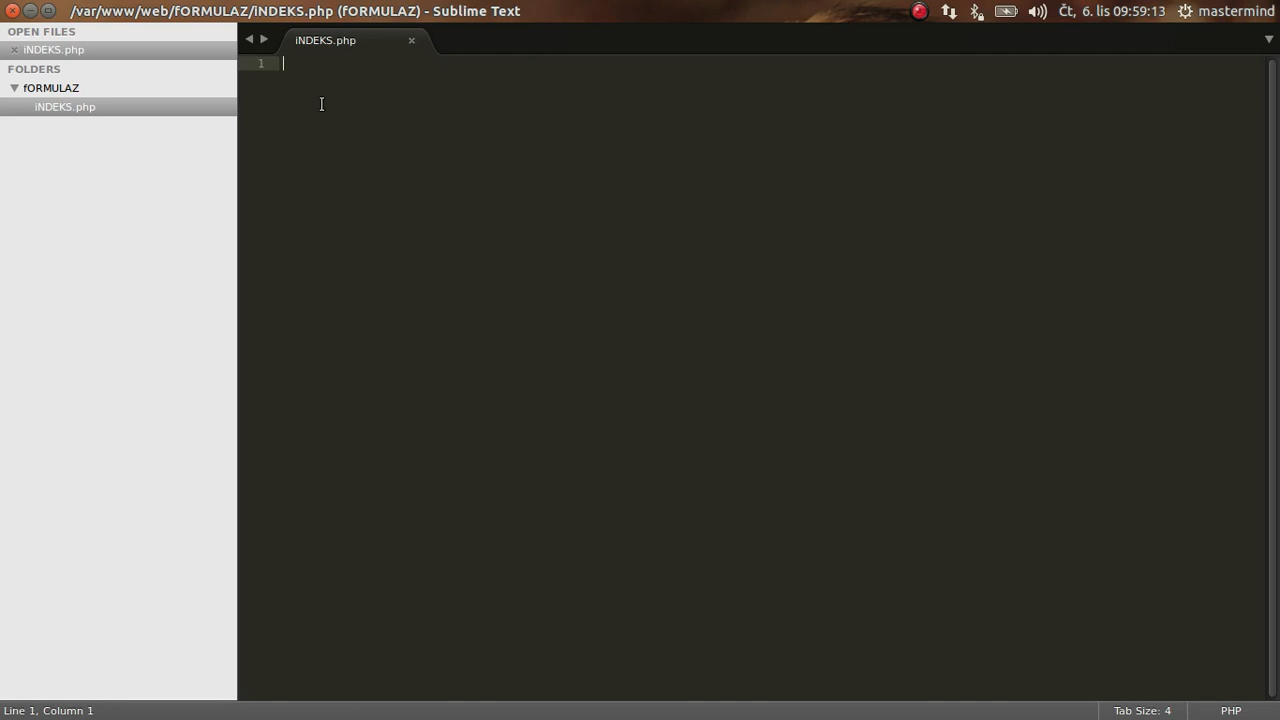 /var/www/web/fORMULAZ/iNDEKS.php (fORMULAZ) - Sublime Text
Čt, 6. lis 09:59:13
mastermind
OPEN FILES
iNDEKS.php
FOLDERS
fORMULAZ
iNDEKS.php
iNDEKS.php
1
Line 1, Column 1
Tab Size: 4
PHP